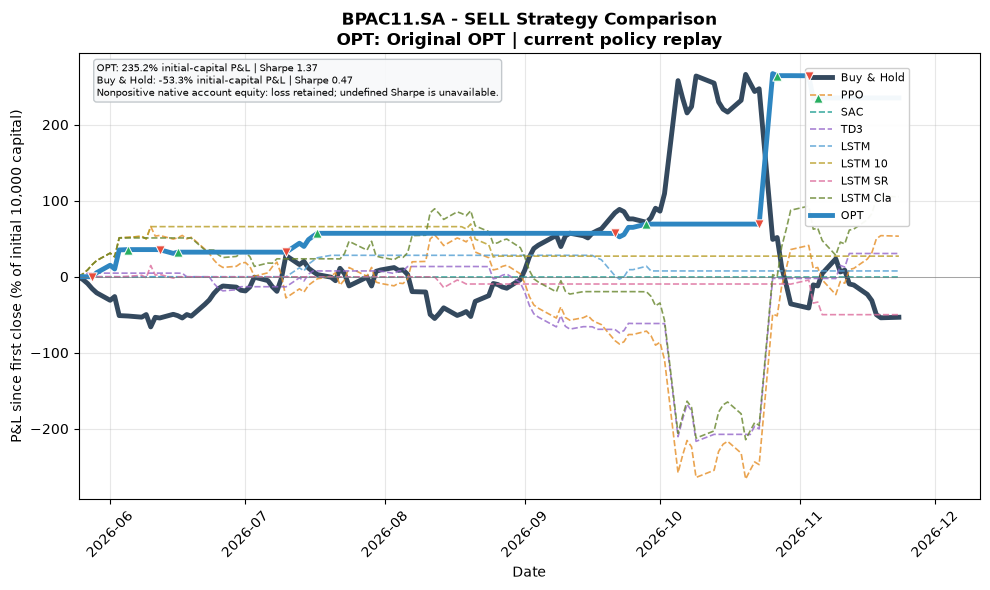 BPAC11.SA - SELL Strategy Comparison
OPT: Original OPT | current policy replay
OPT: 235.2% initial-capital P&L | Sharpe 1.37
Buy & Hold: -53.3% initial-capital P&L | Sharpe 0.47
Nonpositive native account equity: loss retained; undefined Sharpe is unavailable.
Buy & Hold
PPO
SAC
TD3
LSTM
LSTM 10
LSTM SR
LSTM Cla
OPT
P&L since first close (% of initial 10,000 capital)
200
100
0
−100
−200
2026-06
2026-07
2026-08
2026-09
2026-10
2026-11
2026-12
Date